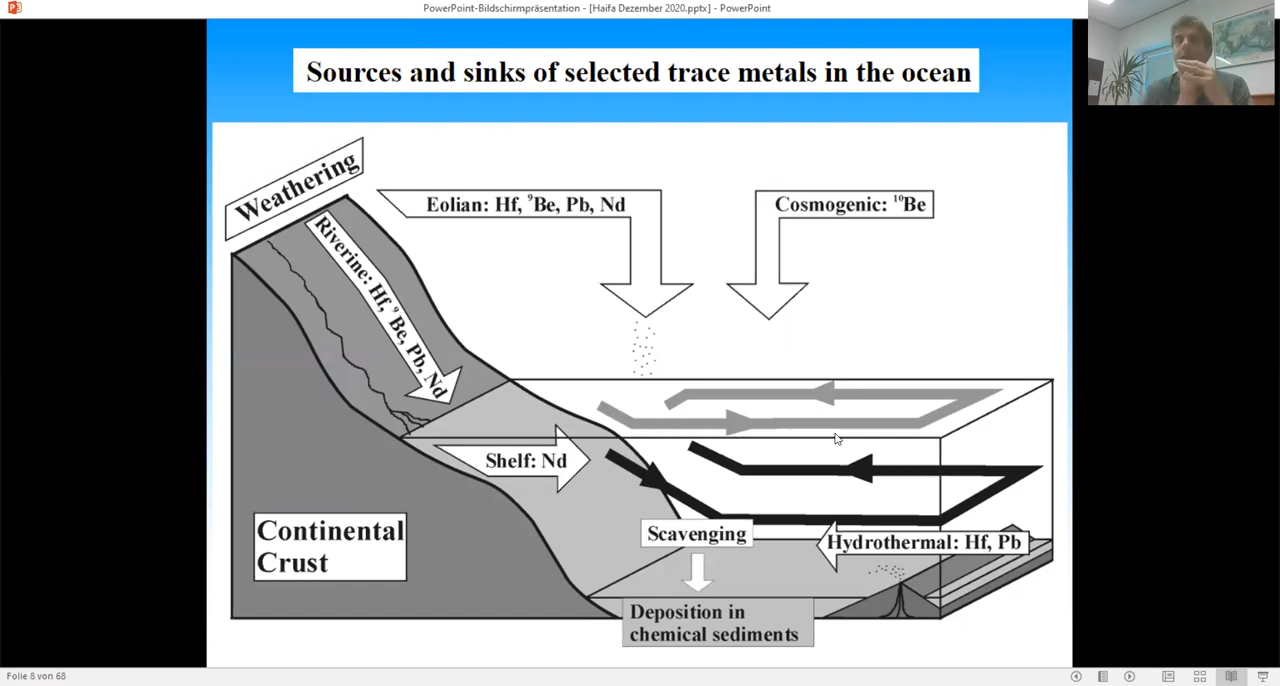 PowerPoint-Bildschirmpräsentation - [Haifa Dezember 2020.pptx] - PowerPoint
Sources and sinks of selected trace metals in the ocean
Weathering
Eolian: Hf, ⁹Be, Pb, Nd
Cosmogenic: ¹⁰Be
Riverine: Hf, ⁹Be, Pb, Nd
Shelf: Nd
Continental
Crust
Scavenging
Hydrothermal: Hf, Pb
Deposition in
chemical sediments
Folie 8 von 68